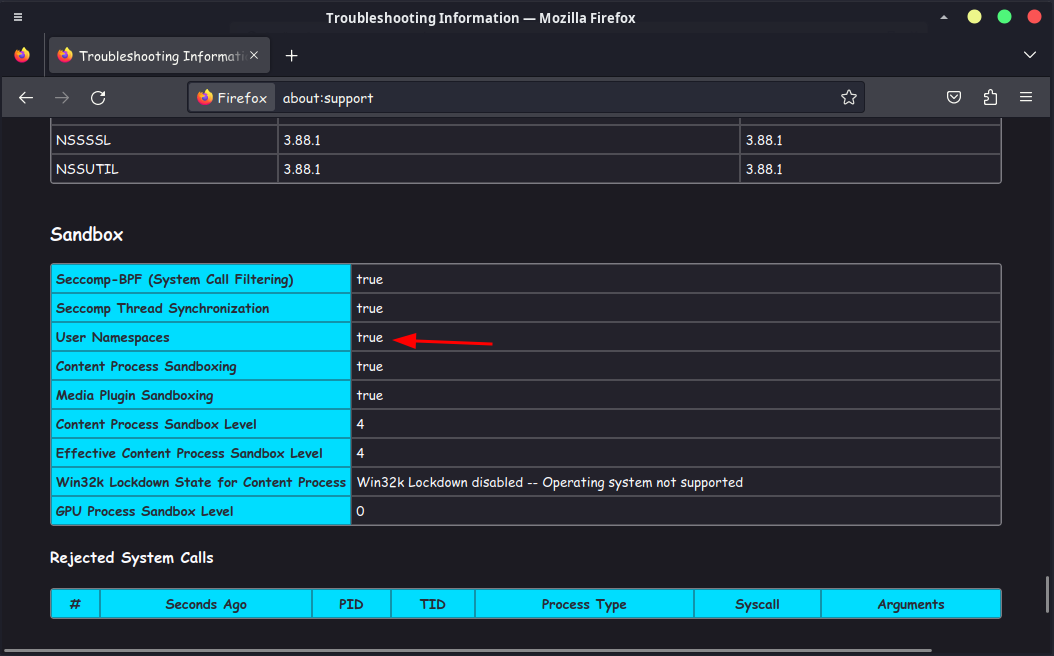 Troubleshooting Information — Mozilla Firefox
Troubleshooting Informati
Firefox about:support
NSSSSL 3.88.1 3.88.1
NSSUTIL 3.88.1 3.88.1
Sandbox
Seccomp-BPF (System Call Filtering) true
Seccomp Thread Synchronization true
User Namespaces true
Content Process Sandboxing true
Media Plugin Sandboxing true
Content Process Sandbox Level 4
Effective Content Process Sandbox Level 4
Win32k Lockdown State for Content Process Win32k Lockdown disabled -- Operating system not supported
GPU Process Sandbox Level 0
Rejected System Calls
# Seconds Ago PID TID Process Type Syscall Arguments